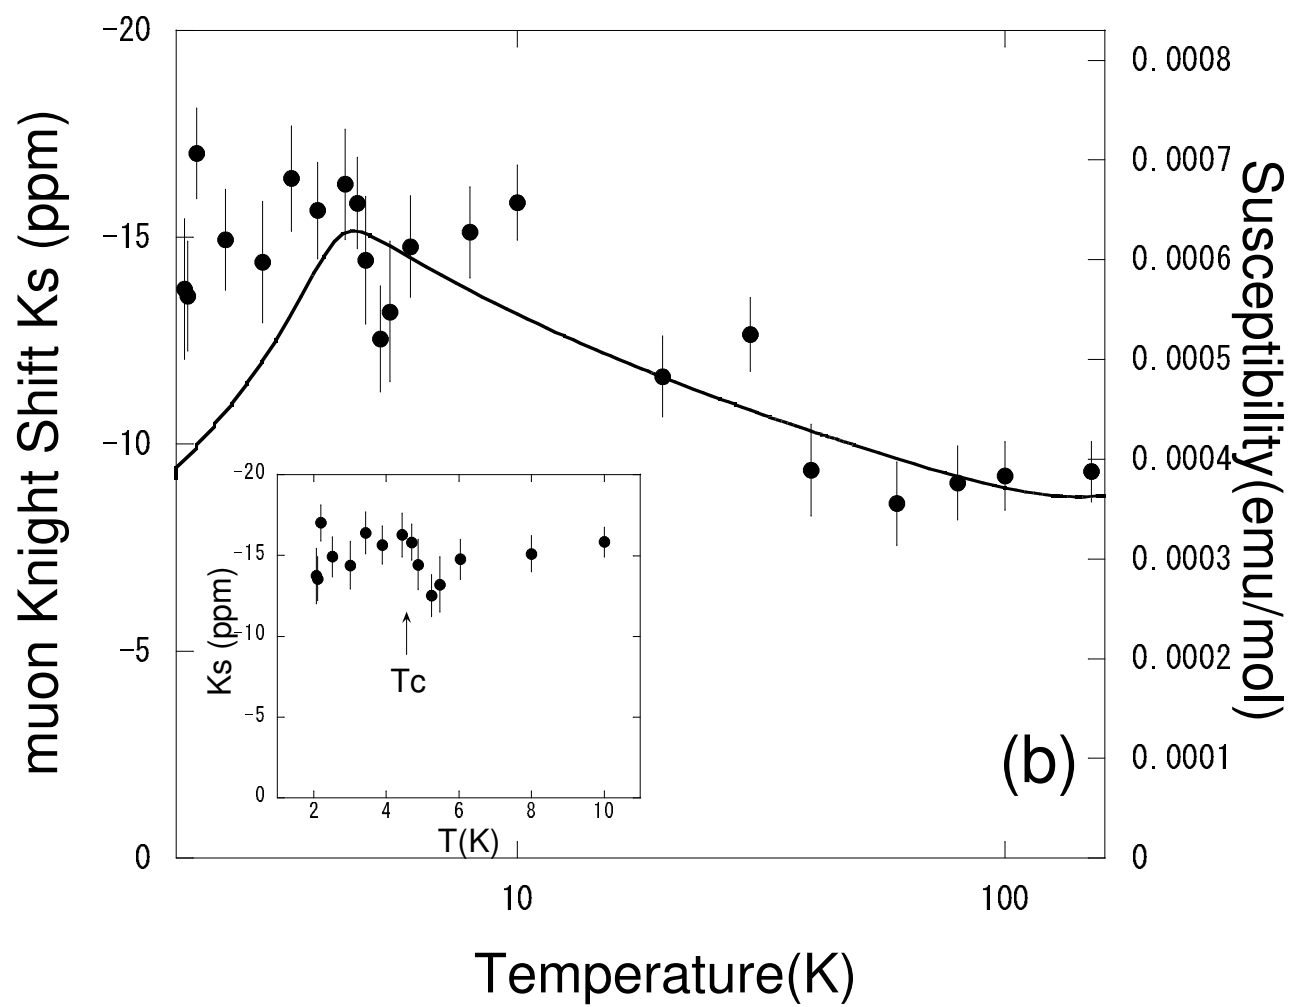 muon Knight Shift Ks (ppm)
-20
-15
-10
-5
0
0.0008
0.0007
0.0006
0.0005
0.0004
0.0003
0.0002
0.0001
0
Susceptibility(emu/mol)
Ks (ppm)
-20
-15
-10
-5
0
Tc
2 4 6 8 10
T(K)
(b)
10 100
Temperature(K)